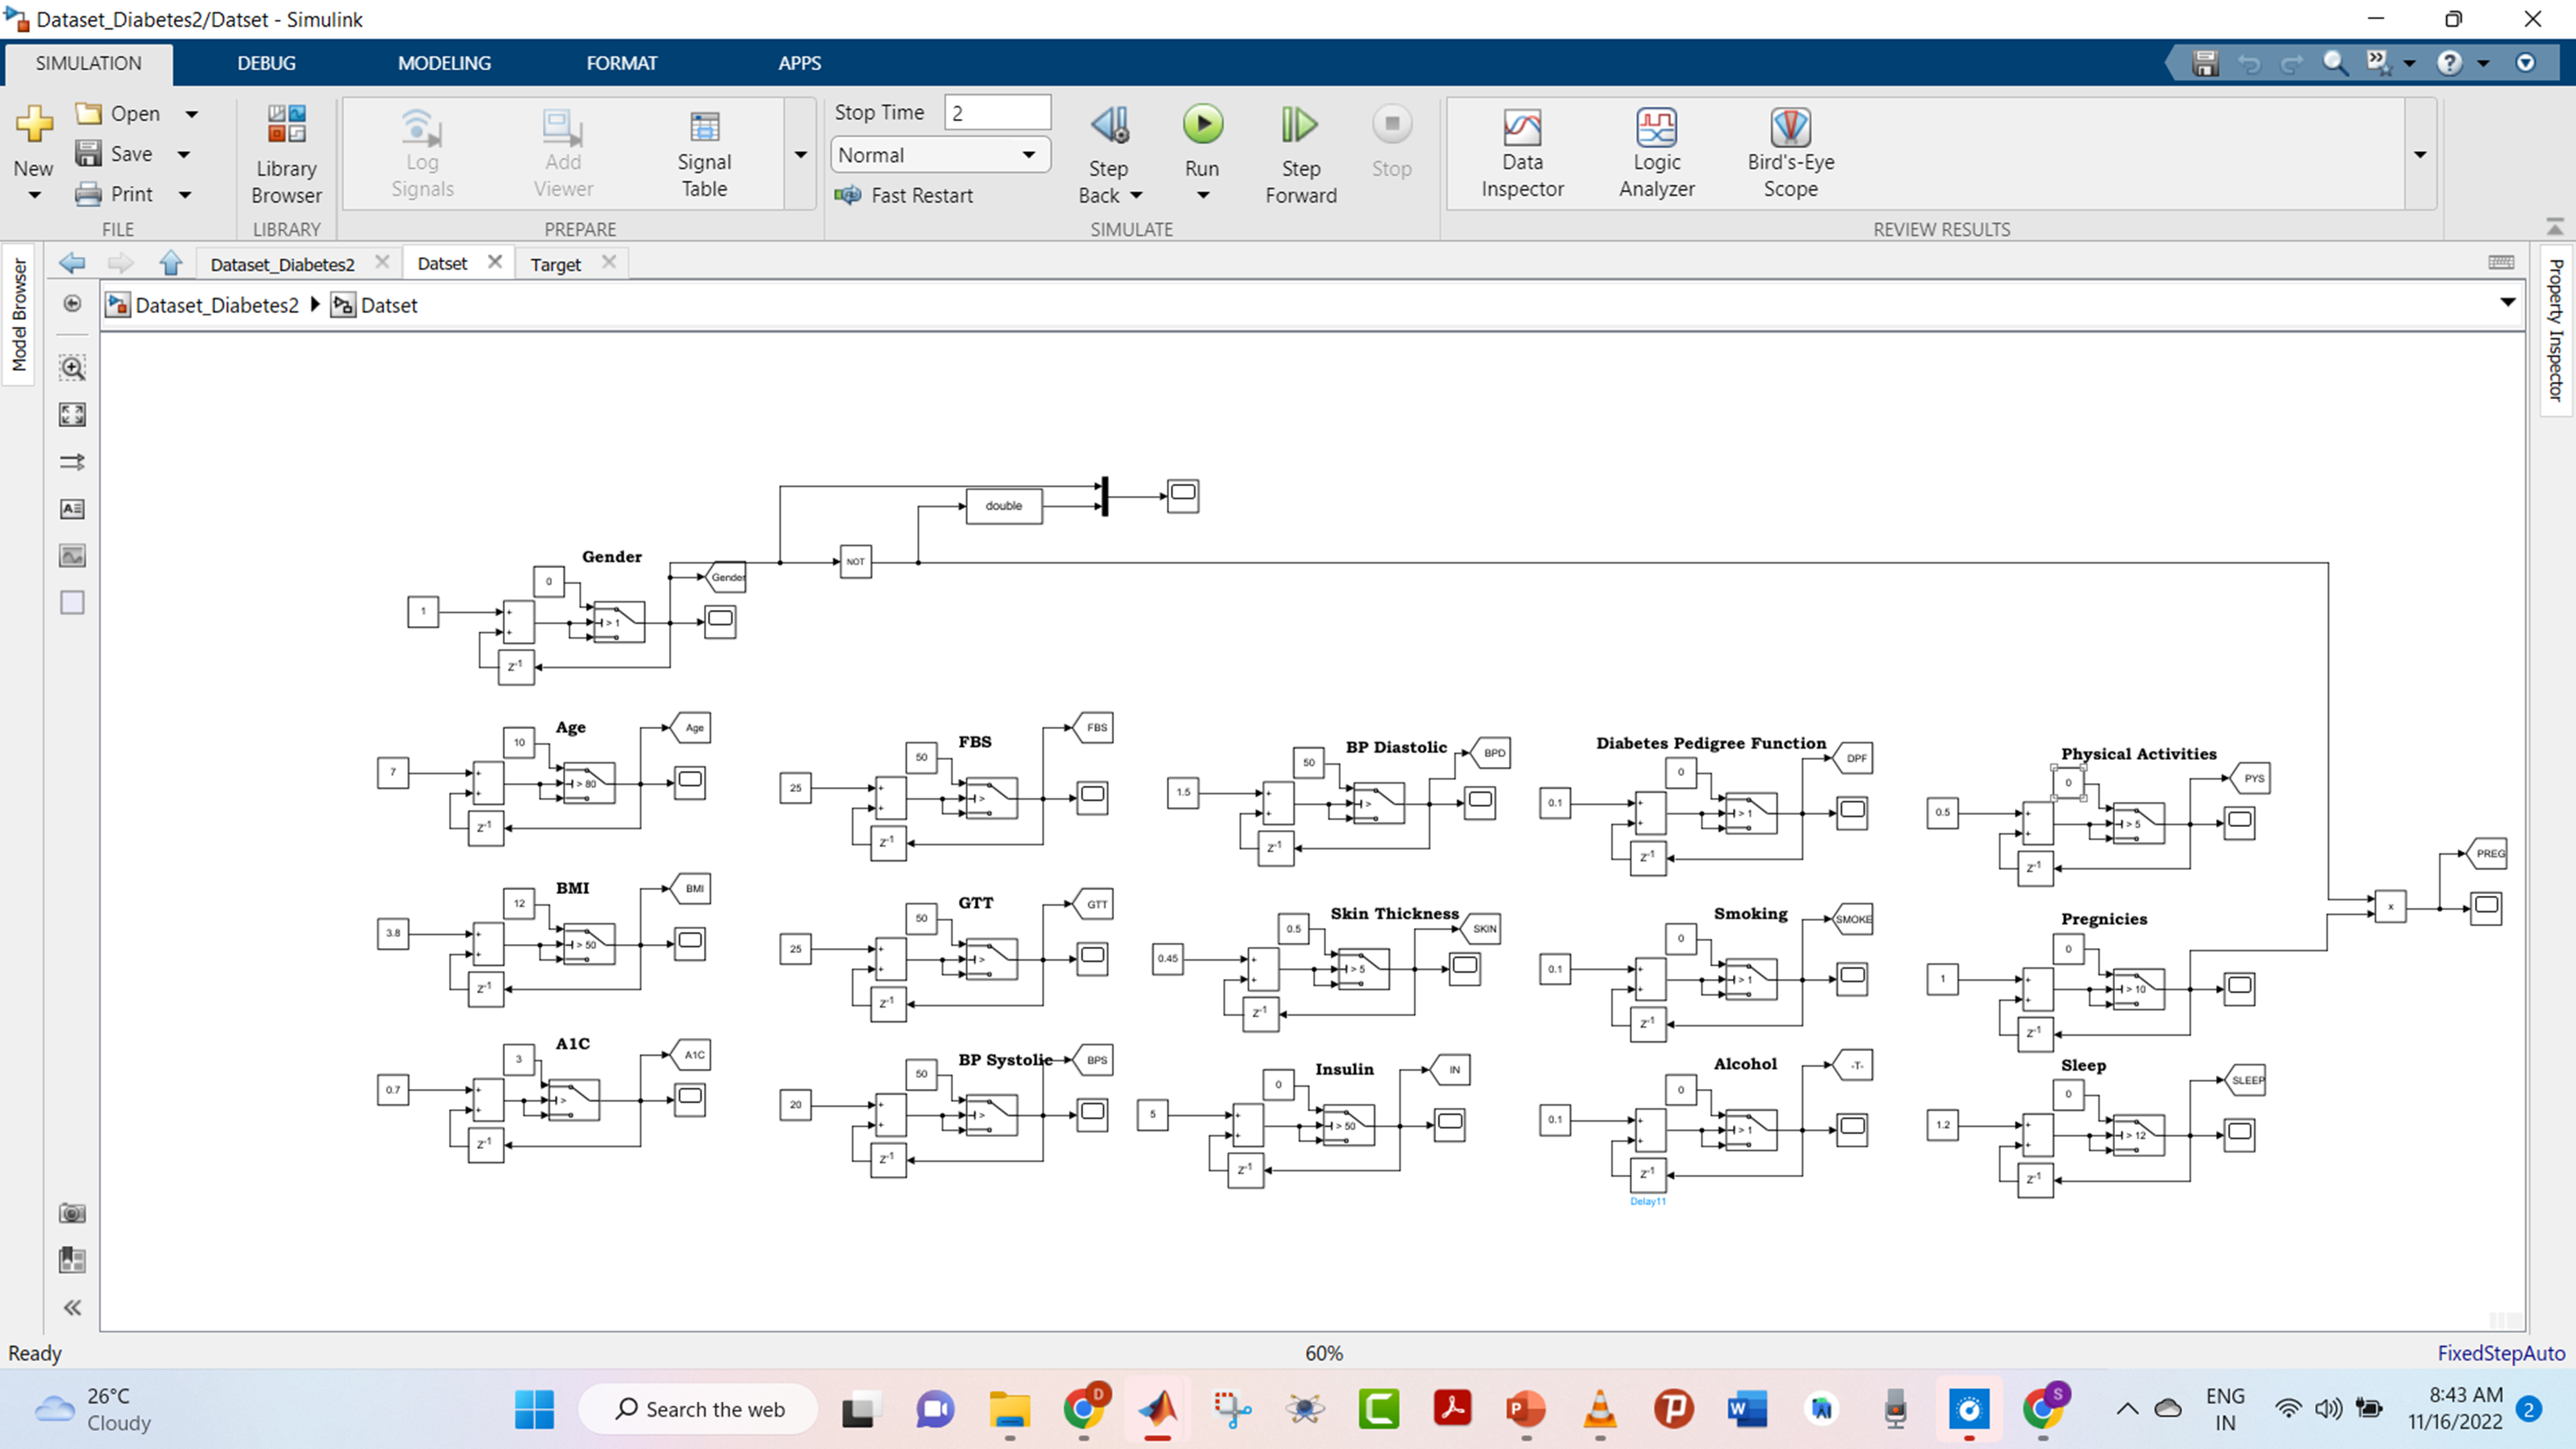 Dataset_Diabetes2/Datset - Simulink
SIMULATION DEBUG MODELING FORMAT APPS
New
Open
Save
Print
FILE
Library Browser
LIBRARY
Log Signals
Add Viewer
Signal Table
PREPARE
Stop Time 2
Normal
Fast Restart
Step Back
Run
Step Forward
Stop
SIMULATE
Data Inspector
Logic Analyzer
Bird's-Eye Scope
REVIEW RESULTS
Model Browser
Property Inspector
Dataset_Diabetes2 Datset Target
Dataset_Diabetes2 Datset
double
NOT
Gender
0
1
+
+
> 1
Z-1
Gender
Age
10
7
+
+
> 80
Z-1
Age
FBS
50
25
+
+
>
Z-1
FBS
BP Diastolic
50
1.5
+
+
>
Z-1
BPD
Diabetes Pedigree Function
0
0.1
+
+
> 1
Z-1
DPF
Physical Activities
0
0.5
+
+
> 5
Z-1
PYS
BMI
12
3.8
+
+
> 50
Z-1
BMI
GTT
50
25
+
+
>
Z-1
GTT
Skin Thickness
0.5
0.45
+
+
> 5
Z-1
SKIN
Smoking
0
0.1
+
+
> 1
Z-1
SMOKE
Pregnicies
0
1
+
+
> 10
Z-1
x
PREG
A1C
3
0.7
+
+
>
Z-1
A1C
BP Systolic
50
20
+
+
>
Z-1
BPS
Insulin
0
5
+
+
> 50
Z-1
IN
Alcohol
0
0.1
+
+
> 1
Z-1
-T-
Delay11
Sleep
0
1.2
+
+
> 12
Z-1
SLEEP
Ready 60% FixedStepAuto
26°C
Cloudy
Search the web
D
S
ENG
IN
8:43 AM
11/16/2022
2